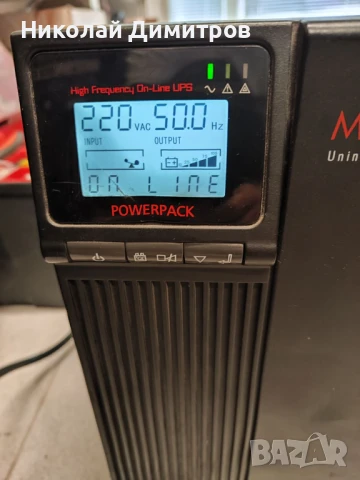 Николай Димитров
High Frequency On-Line UPS
220 VAC 50.0 Hz
INPUT OUTPUT
ON LINE
POWERPACK
M
Unin
BAZAR